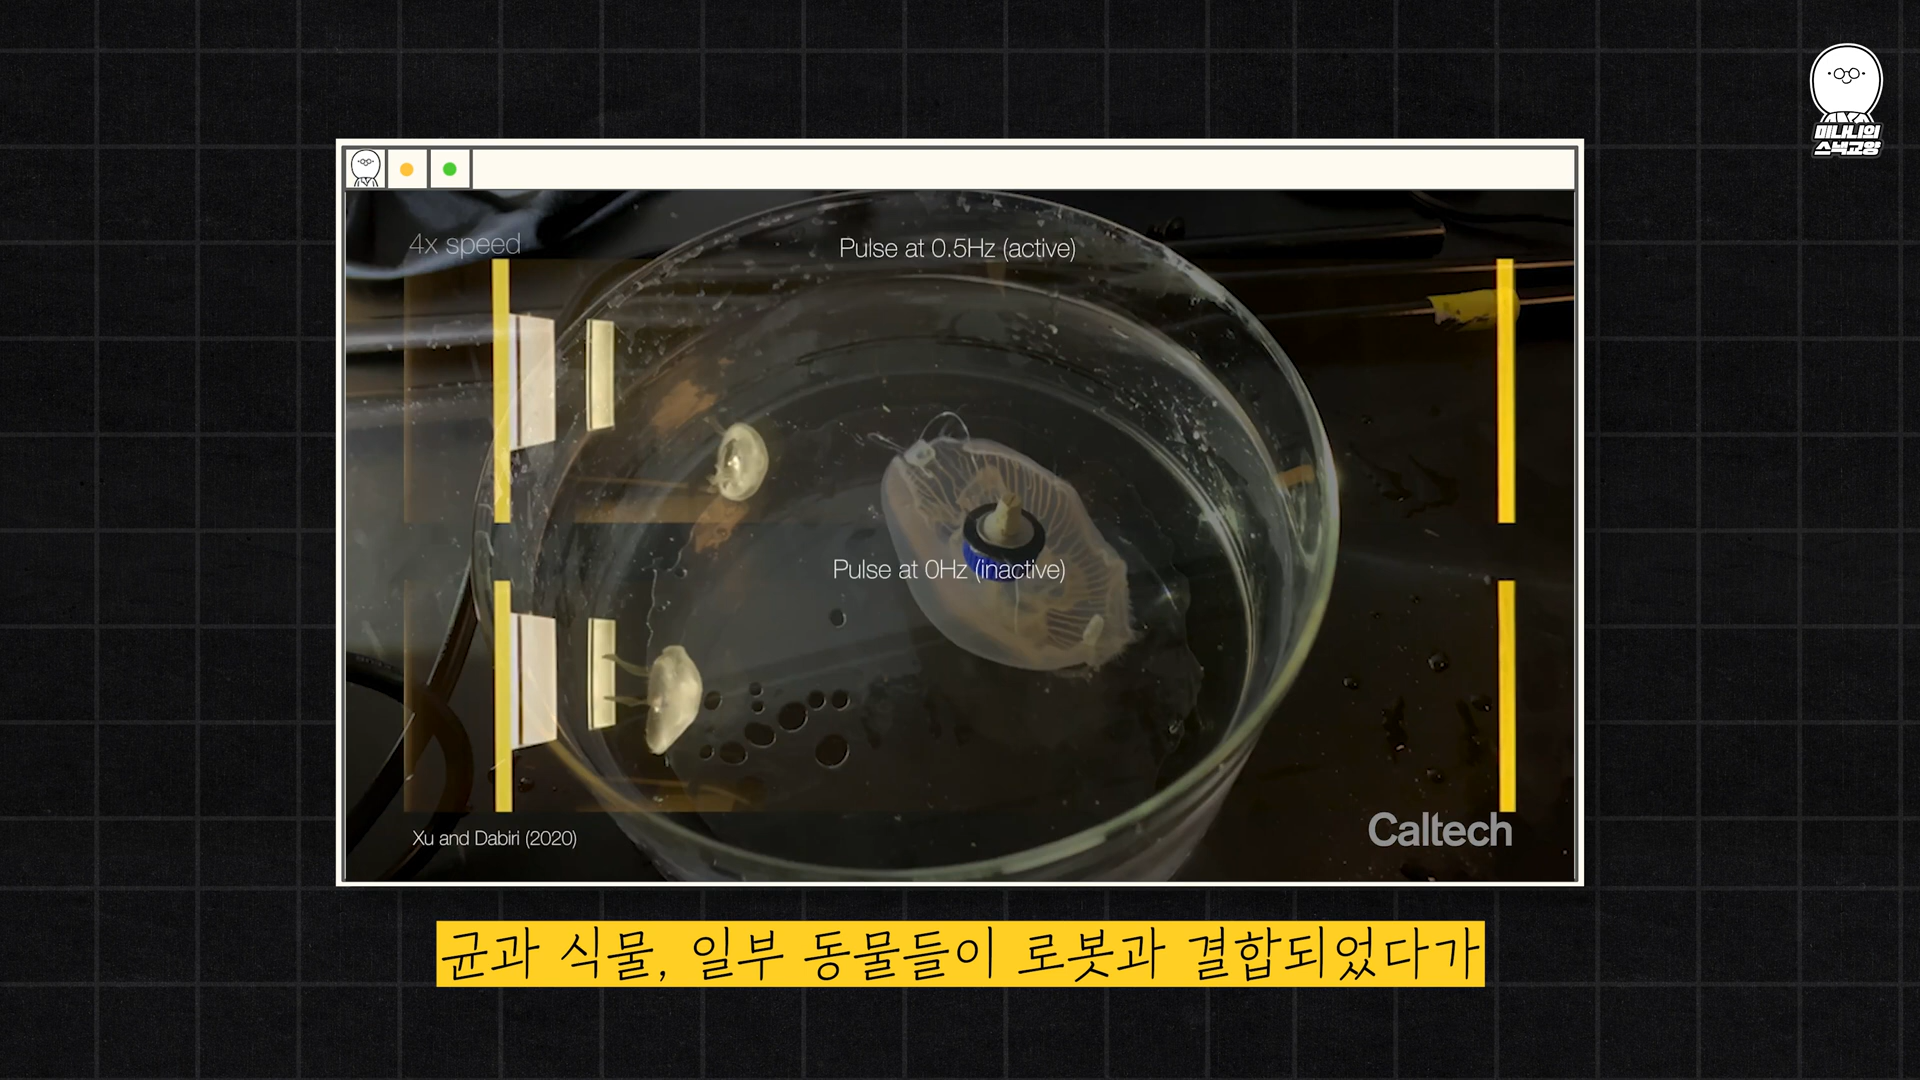 미내니의
스낵교양
4x speed
Pulse at 0.5Hz (active)
Pulse at 0Hz (inactive)
Xu and Dabiri (2020)
Caltech
균과 식물, 일부 동물들이 로봇과 결합되었다가